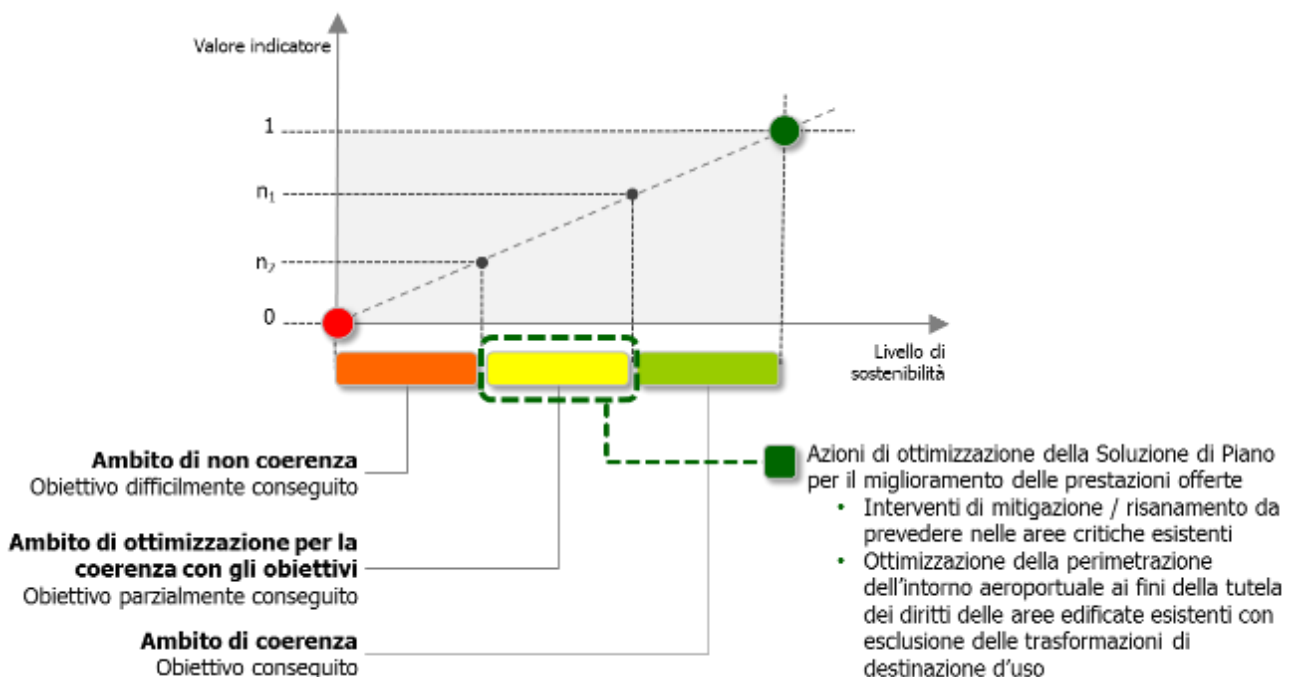 Valore indicatore
1
n₁
n₂
0
Livello di
sostenibilità
Ambito di non coerenza
Obiettivo difficilmente conseguito
Ambito di ottimizzazione per la
coerenza con gli obiettivi
Obiettivo parzialmente conseguito
Ambito di coerenza
Obiettivo conseguito
Azioni di ottimizzazione della Soluzione di Piano
per il miglioramento delle prestazioni offerte
• Interventi di mitigazione / risanamento da
prevedere nelle aree critiche esistenti
• Ottimizzazione della perimetrazione
dell'intorno aeroportuale ai fini della tutela
dei diritti delle aree edificate esistenti con
esclusione delle trasformazioni di
destinazione d'uso